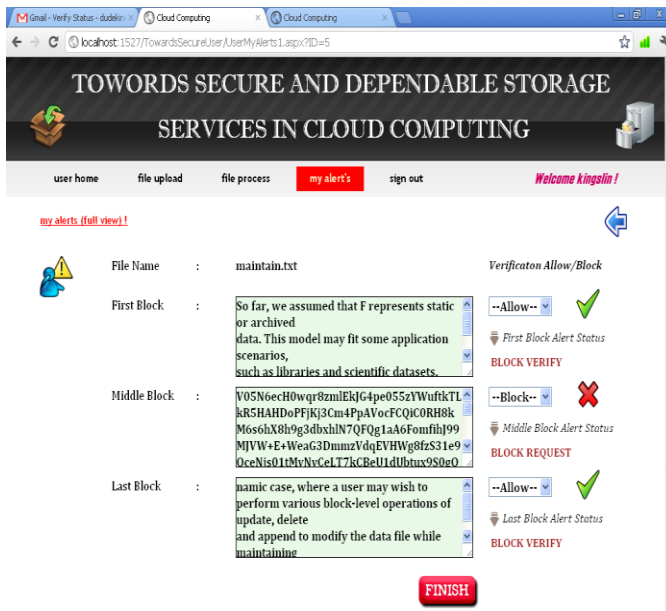 Gmail - Verify Status - dudekin
Cloud Computing
Cloud Computing
localhost:1527/TowardsSecureUser/UserMyAlerts1.aspx?ID=5
TOWORDS SECURE AND DEPENDABLE STORAGE
SERVICES IN CLOUD COMPUTING
user home file upload file process my alert's sign out Welcome kingslin !
my alerts (full view) !
File Name : maintain.txt Verificaton Allow/Block
First Block : So far, we assumed that F represents static --Allow--
or archived
data. This model may fit some application First Block Alert Status
scenarios,
such as libraries and scientific datasets. BLOCK VERIFY
Middle Block : V05N6ecH0wqr8zmlEkJG4pe055zYWuftkTL --Block--
kR5HAHDoPFjKj3Cm4PpAVocFCQiC0RH8k
M6s6hX8h9g3dbxhlN7QFQg1aA6FomfihJ99 Middle Block Alert Status
MJVW+E+WeaG3DmmzVdqEVHWg8fzS31e9
OceNis01tMyNyCeLT7kCBeU1dUbtux9S0gO BLOCK REQUEST
Last Block : namic case, where a user may wish to --Allow--
perform various block-level operations of
update, delete Last Block Alert Status
and append to modify the data file while
maintaining BLOCK VERIFY
FINISH